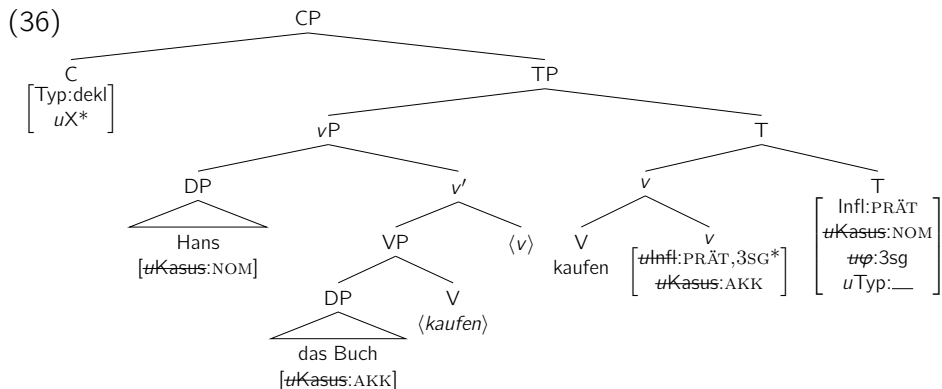 (36)
CP
C
TP
[Typ:dekl
uX*]
vP
T
DP
v′
v
T
Hans
[uKasus:NOM]
VP
⟨v⟩
V
kaufen
v
[uInfl:PRÄT,3SG*
uKasus:AKK]
[Infl:PRÄT
uKasus:NOM
uφ:3sg
uTyp:__]
DP
V
⟨kaufen⟩
das Buch
[uKasus:AKK]